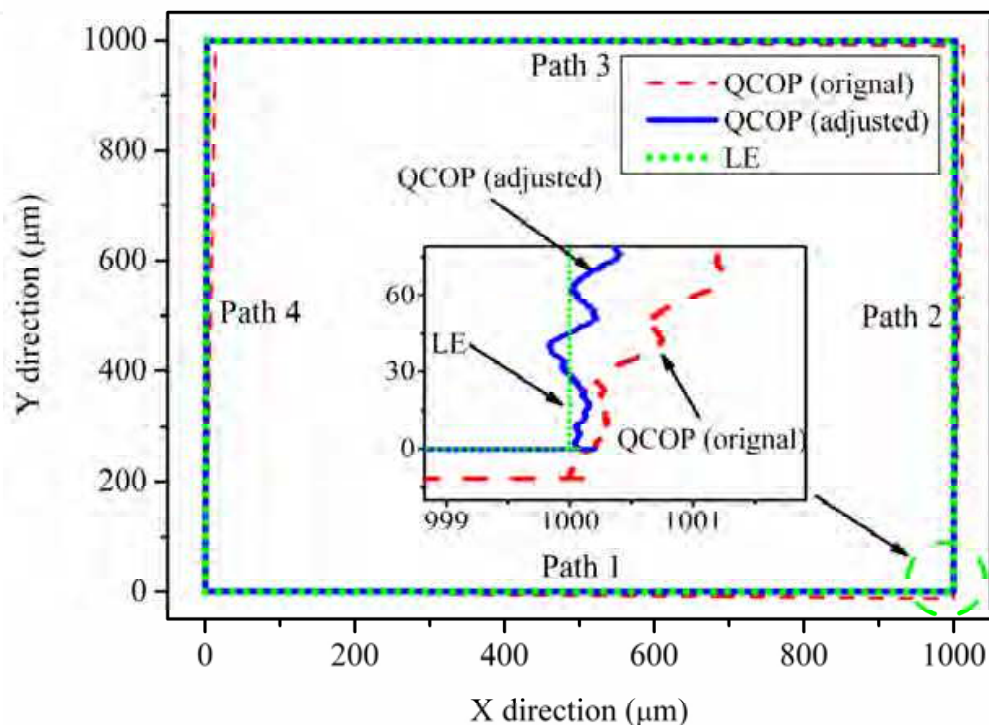 1000
800
600
400
200
0
Y direction (μm)
Path 3
QCOP (orignal)
QCOP (adjusted)
LE
QCOP (adjusted)
Path 4
Path 2
60
30
0
LE
QCOP (orignal)
999
1000
1001
Path 1
0
200
400
600
800
1000
X direction (μm)